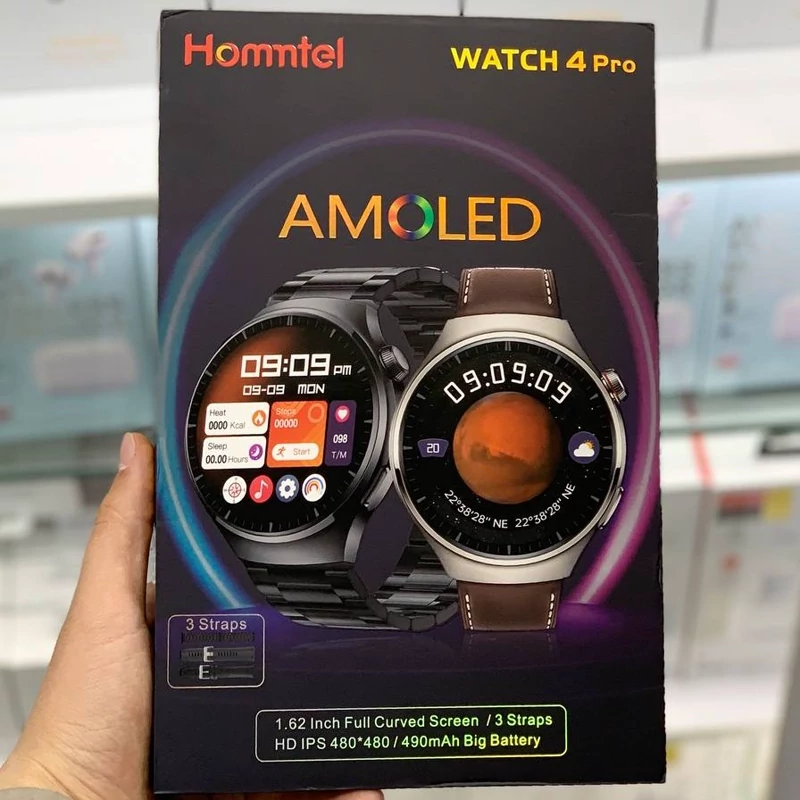 Hommtel
WATCH 4 Pro
AMOLED
09:09 PM
09-09 MON
Heat
0000 Kcal
Steps
00000
Sleep
00.00 Hours
Start
098
T/M
09:09:09
20
22°38'28'' NE 22°38'28'' NE
3 Straps
1.62 Inch Full Curved Screen / 3 Straps
HD IPS 480*480 / 490mAh Big Battery